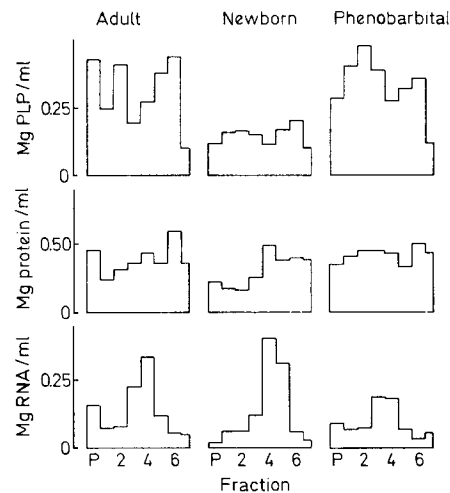 Adult Newborn Phenobarbital
Mg PLP/ml
0.25
0
Mg protein/ml
0.50
0
Mg RNA/ml
0.25
0
P 2 4 6 P 2 4 6 P 2 4 6
Fraction